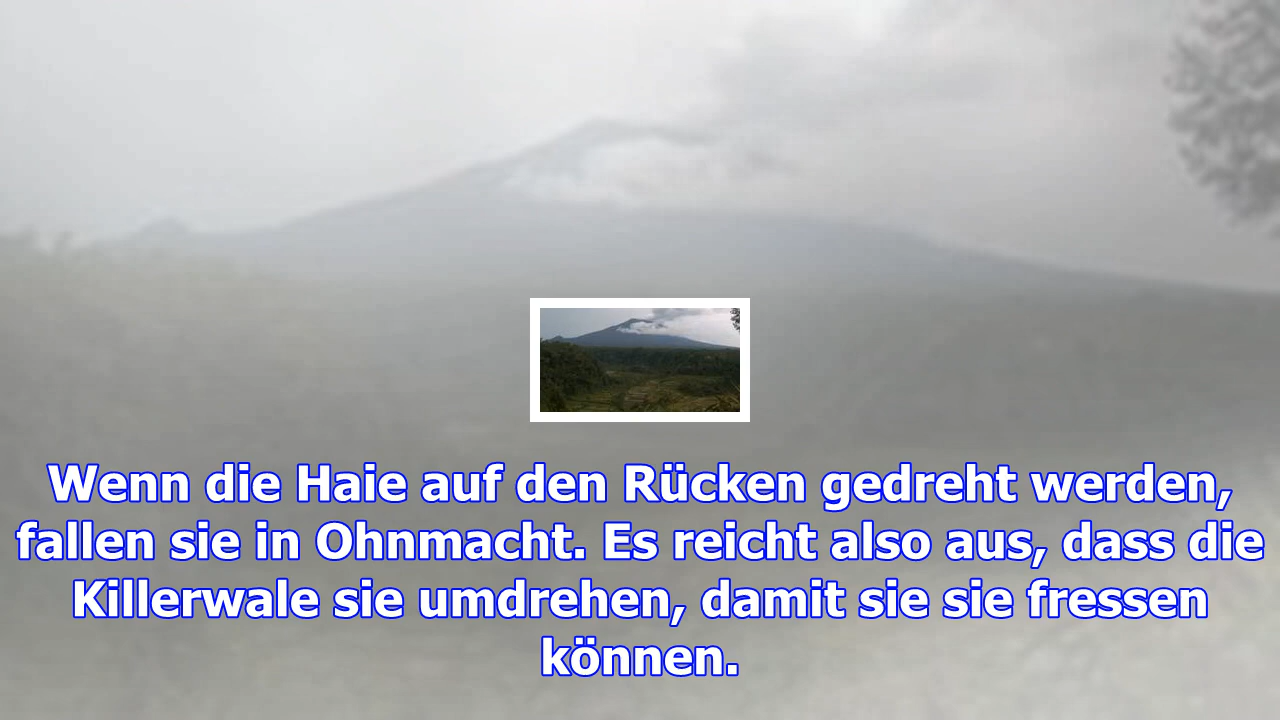 Wenn die Haie auf den Rücken gedreht werden,
fallen sie in Ohnmacht. Es reicht also aus, dass die
Killerwale sie umdrehen, damit sie sie fressen
können.